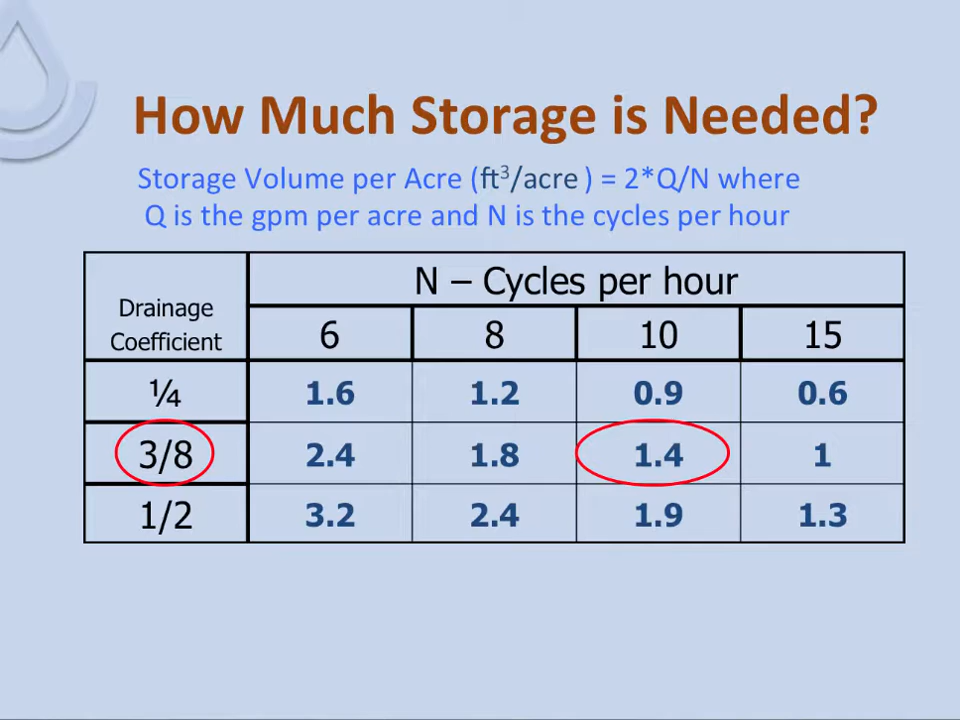 How Much Storage is Needed?
Storage Volume per Acre (ft³/acre ) = 2*Q/N where
Q is the gpm per acre and N is the cycles per hour
Drainage
Coefficient
N – Cycles per hour
6 8 10 15
¼ 1.6 1.2 0.9 0.6
3/8 2.4 1.8 1.4 1
1/2 3.2 2.4 1.9 1.3